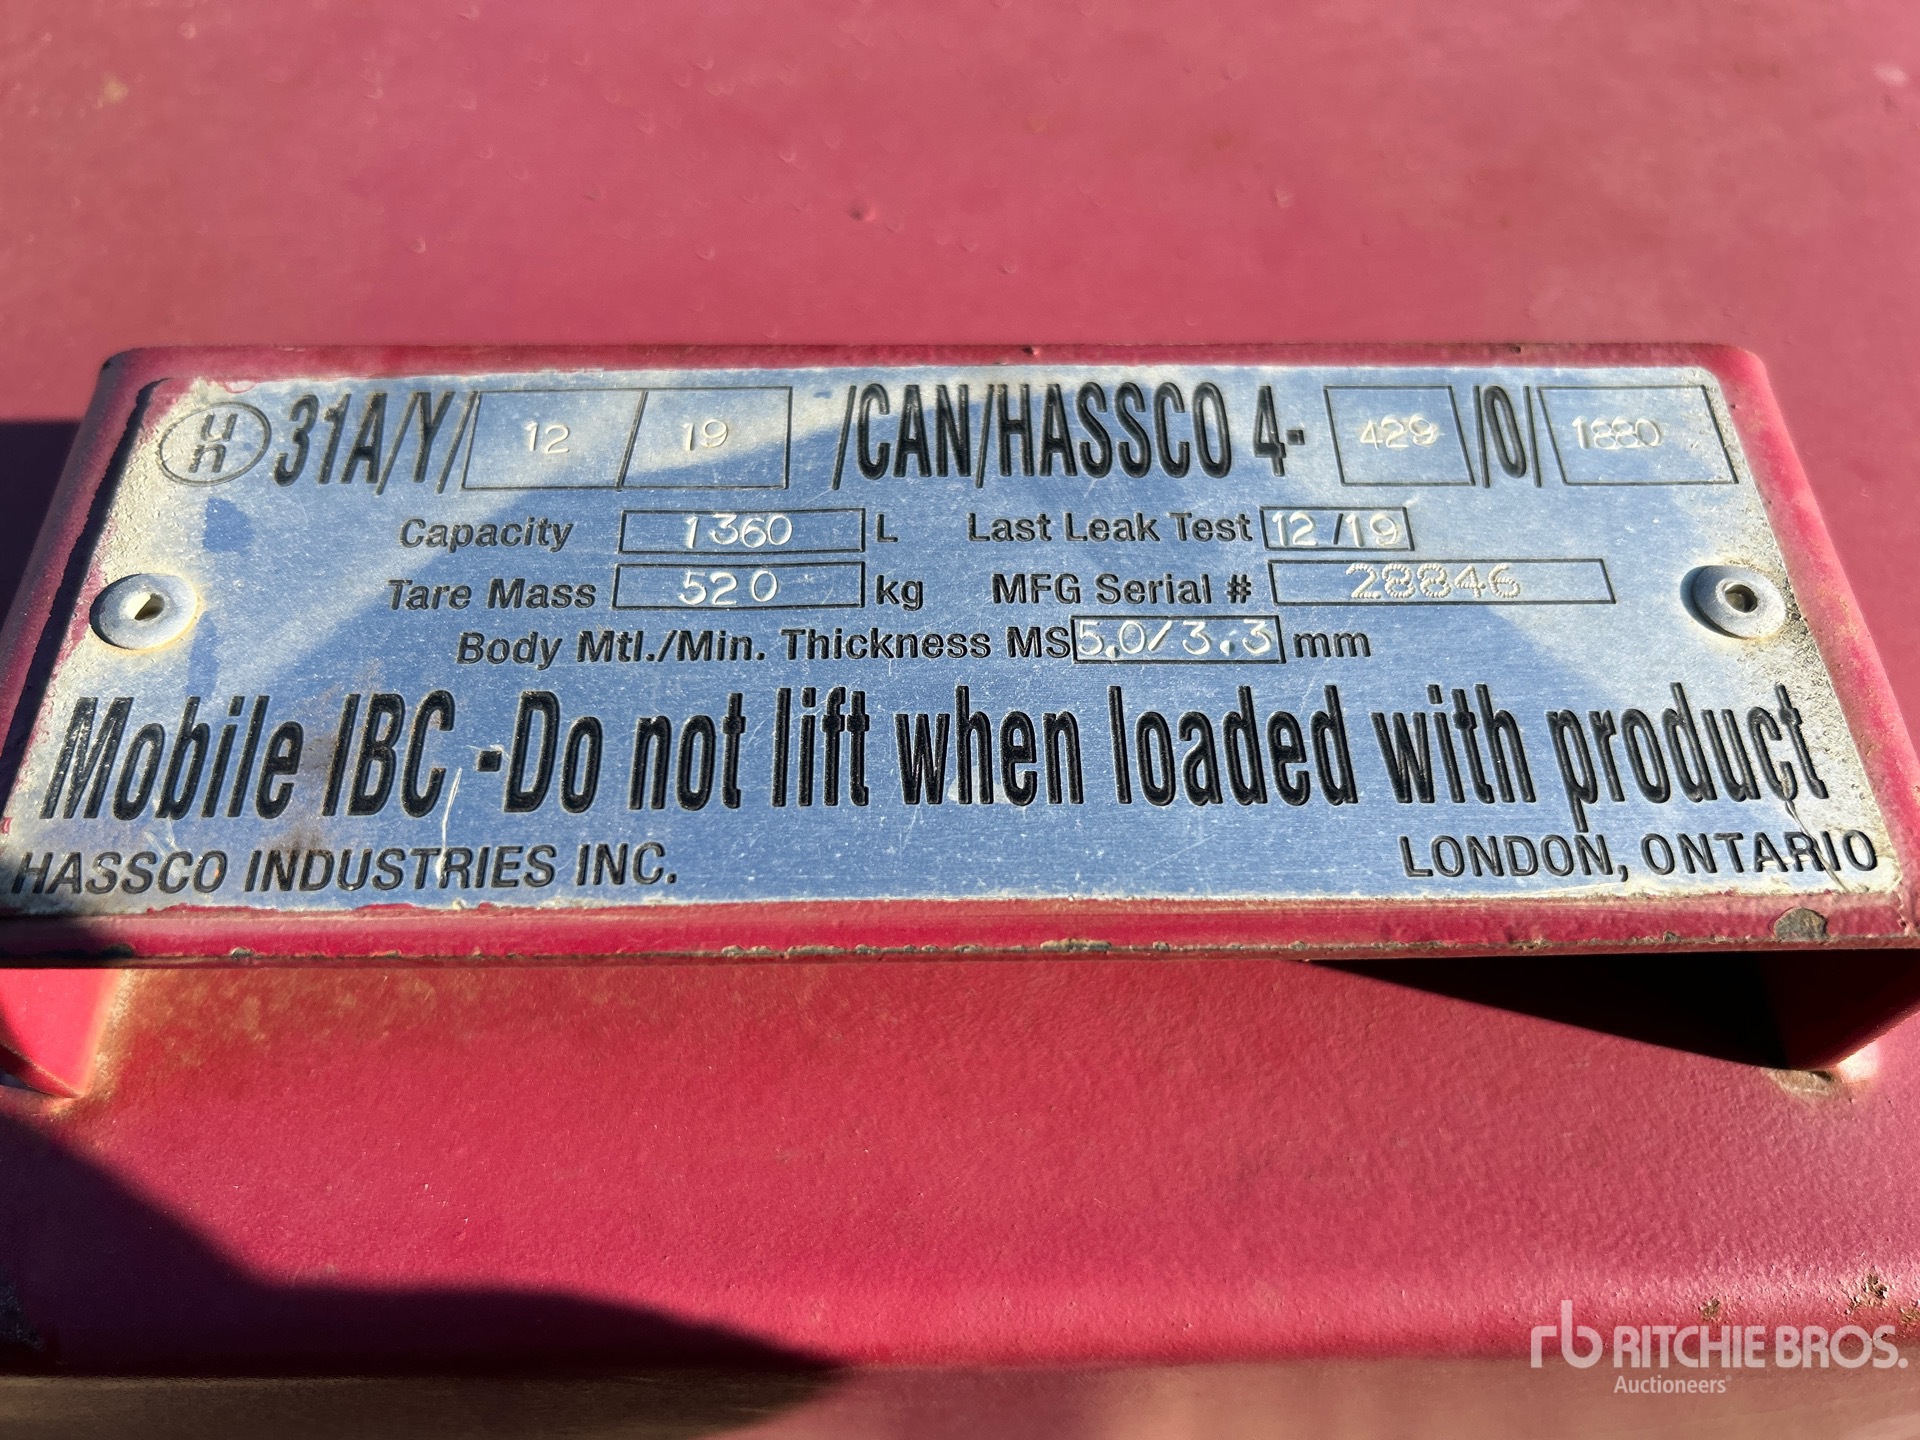 HH 31A/Y/ 12 19 /CAN/HASSCO 4- 429 /0/ 1880
Capacity 1360 L Last Leak Test 12/19
Tare Mass 520 kg MFG Serial # 28846
Body Mtl./Min. Thickness MS 5.0/3.3 mm
Mobile IBC - Do not lift when loaded with product
HASSCO INDUSTRIES INC. LONDON, ONTARIO
rb RITCHIE BROS.
Auctioneers